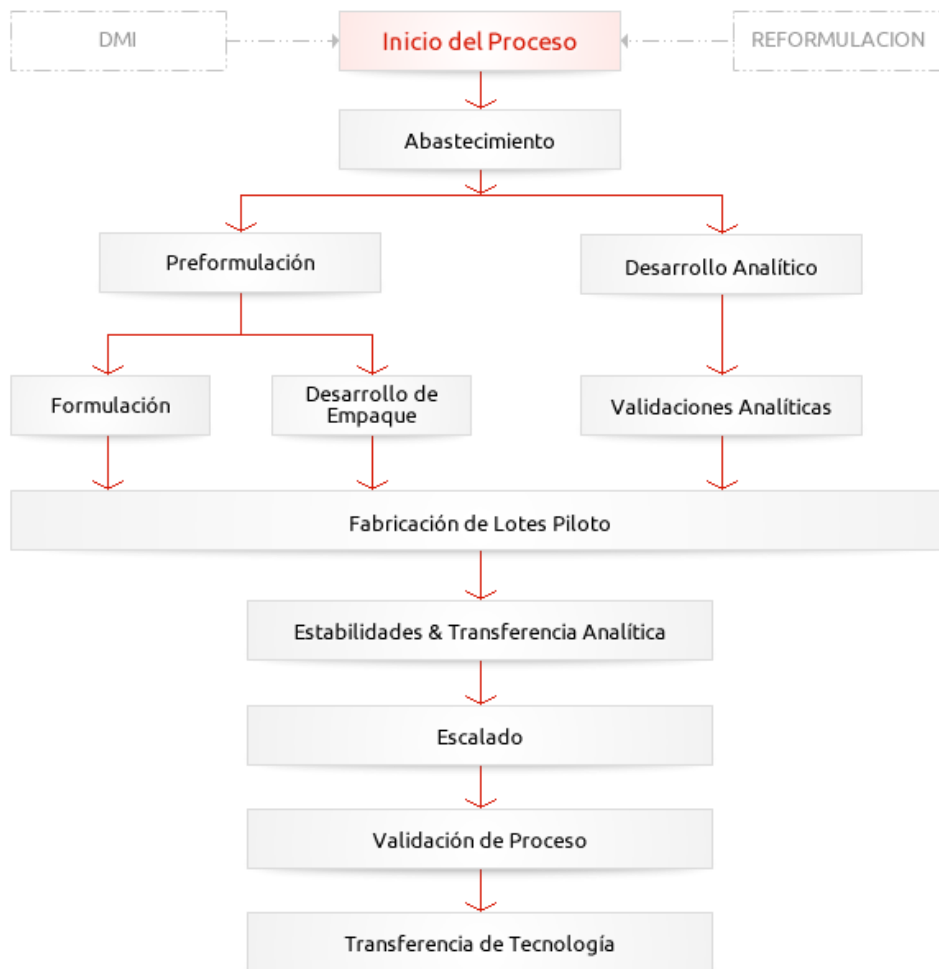 DMI
Inicio del Proceso
REFORMULACION
Abastecimiento
Preformulación
Desarrollo Analítico
Formulación
Desarrollo de
Empaque
Validaciones Analíticas
Fabricación de Lotes Piloto
Estabilidades & Transferencia Analítica
Escalado
Validación de Proceso
Transferencia de Tecnología